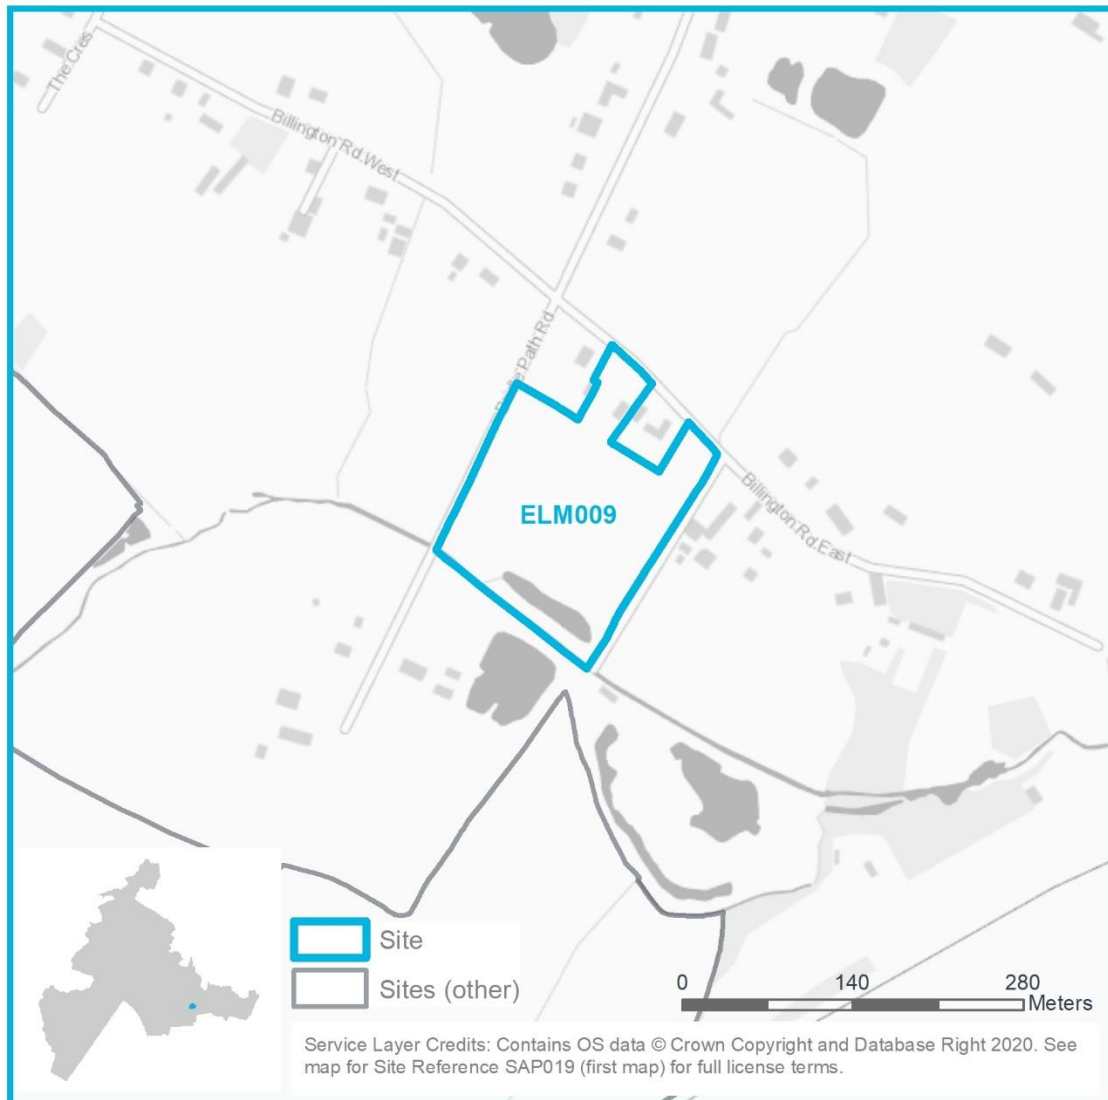 The Cres
Billington Rd West
Path Rd
ELM009
Billington Rd East
Site
Sites (other)
0 140 280
Meters
Service Layer Credits: Contains OS data © Crown Copyright and Database Right 2020. See
map for Site Reference SAP019 (first map) for full license terms.